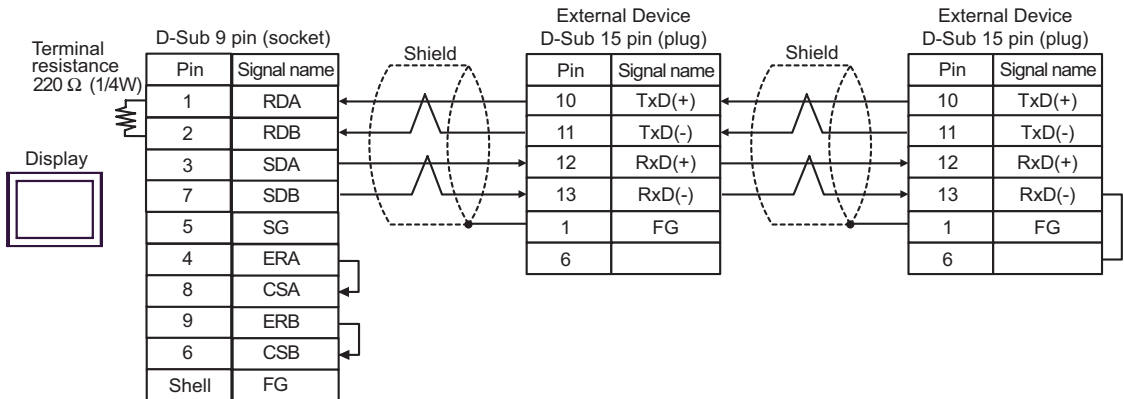 Terminal
resistance
220 Ω (1/4W)
Display
D-Sub 9 pin (socket)
Pin Signal name
1 RDA
2 RDB
3 SDA
7 SDB
5 SG
4 ERA
8 CSA
9 ERB
6 CSB
Shell FG
Shield
External Device
D-Sub 15 pin (plug)
Pin Signal name
10 TxD(+)
11 TxD(-)
12 RxD(+)
13 RxD(-)
1 FG
6
Shield
External Device
D-Sub 15 pin (plug)
Pin Signal name
10 TxD(+)
11 TxD(-)
12 RxD(+)
13 RxD(-)
1 FG
6